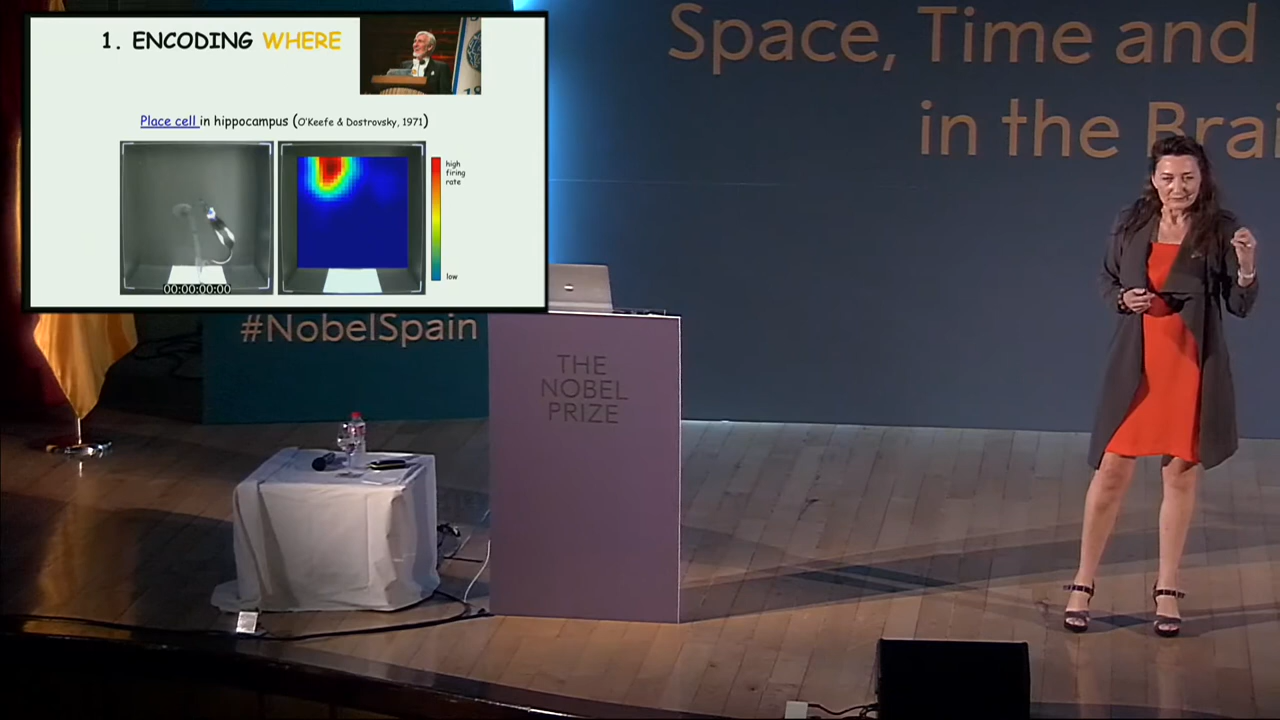 1. ENCODING WHERE
Place cell in hippocampus (O'Keefe & Dostrovsky, 1971)
high
firing
rate
low
00:00:00:00
Space, Time and
in the Brai
#NobelSpain
THE
NOBEL
PRIZE